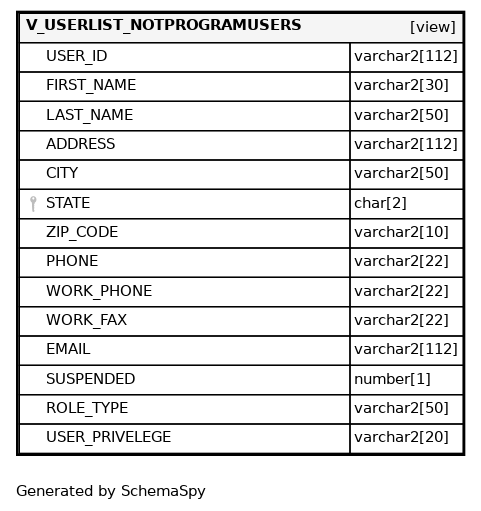 V_USERLIST_NOTPROGRAMUSERS [view]
USER_ID varchar2[112]
FIRST_NAME varchar2[30]
LAST_NAME varchar2[50]
ADDRESS varchar2[112]
CITY varchar2[50]
STATE char[2]
ZIP_CODE varchar2[10]
PHONE varchar2[22]
WORK_PHONE varchar2[22]
WORK_FAX varchar2[22]
EMAIL varchar2[112]
SUSPENDED number[1]
ROLE_TYPE varchar2[50]
USER_PRIVELEGE varchar2[20]
Generated by SchemaSpy